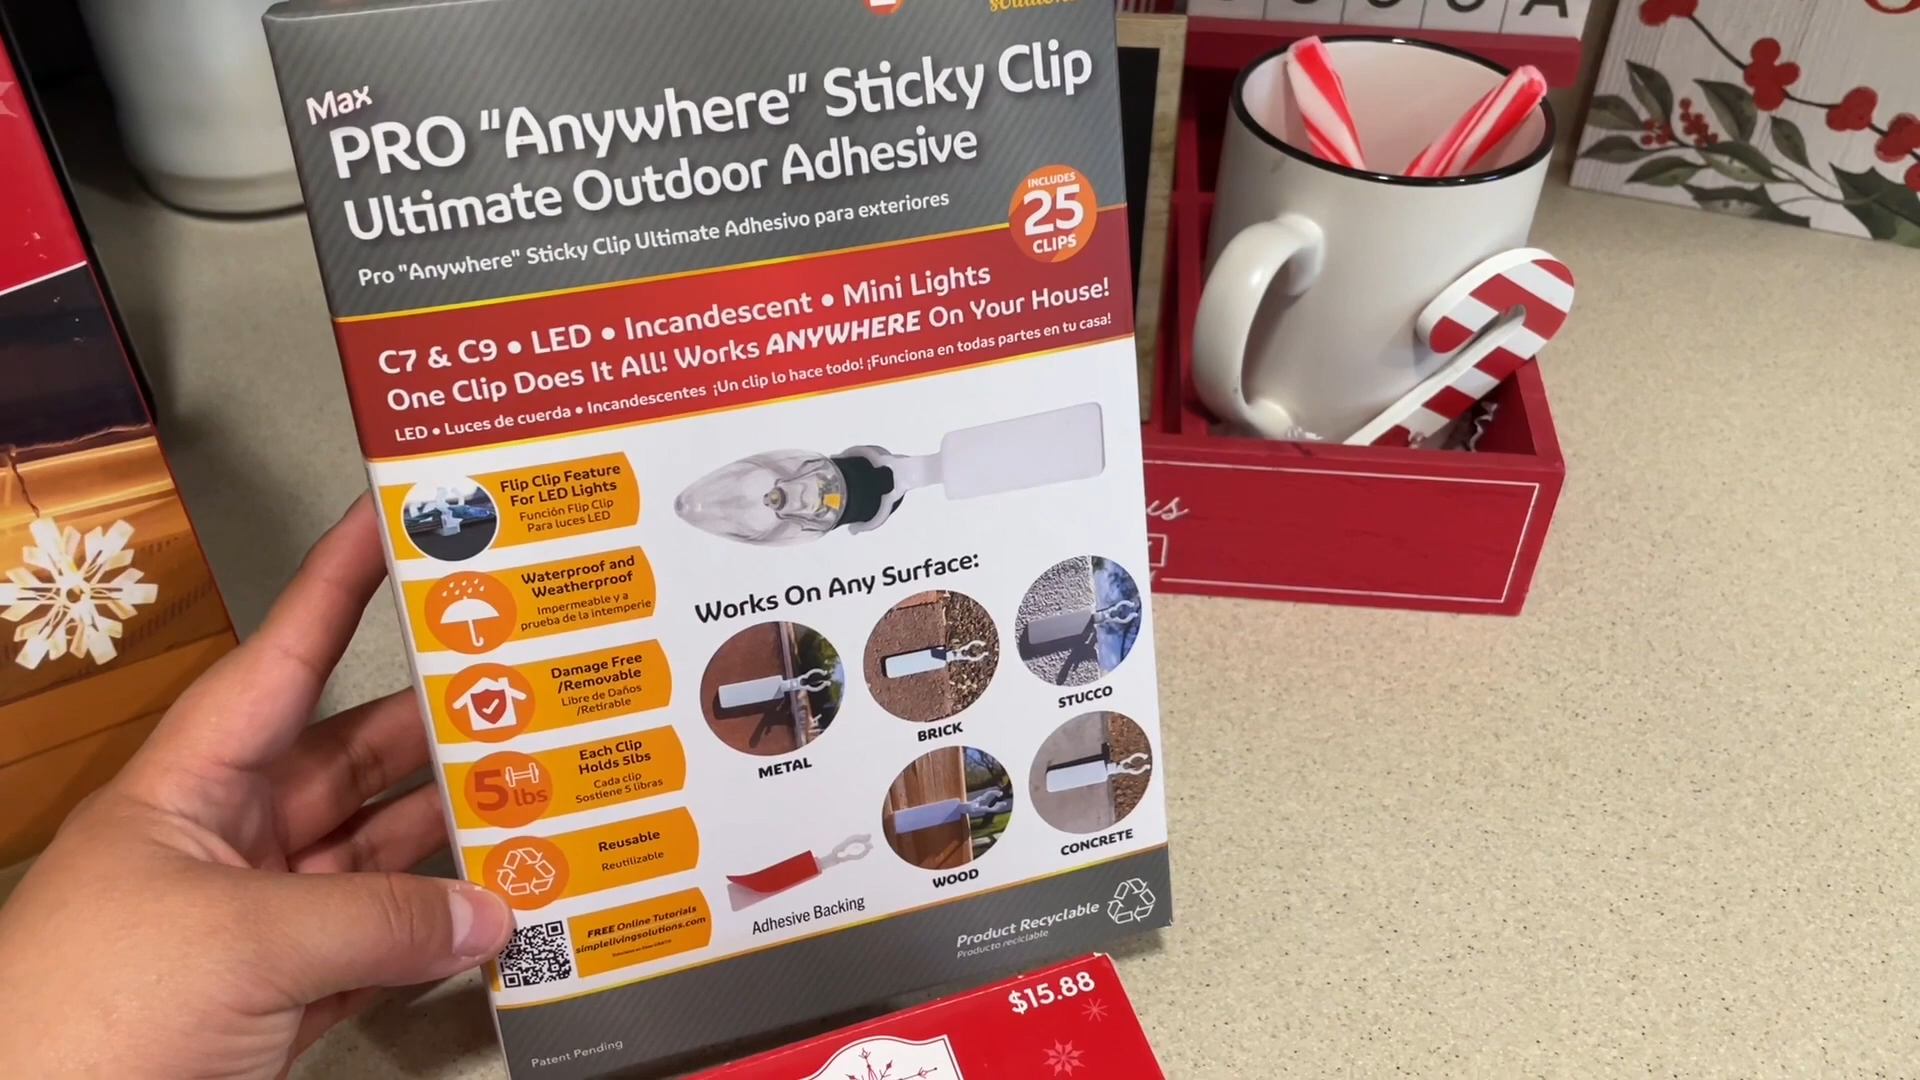 solutions
Max
PRO "Anywhere" Sticky Clip
Ultimate Outdoor Adhesive
Pro "Anywhere" Sticky Clip Ultimate Adhesivo para exteriores
INCLUDES
25
CLIPS
C7 & C9 • LED • Incandescent • Mini Lights
One Clip Does It All! Works ANYWHERE On Your House!
LED • Luces de cuerda • Incandescentes ¡Un clip lo hace todo! ¡Funciona en todas partes en tu casa!
Flip Clip Feature
For LED Lights
Función Flip Clip
Para luces LED
Waterproof and
Weatherproof
Impermeable y a
prueba de la intemperie
Damage Free
/Removable
Libre de Daños
/Retirable
5 lbs
Each Clip
Holds 5lbs
Cada clip
Sostiene 5 libras
Reusable
Reutilizable
FREE Online Tutorials
simplelivingsolutions.com
Works On Any Surface:
METAL
BRICK
STUCCO
WOOD
CONCRETE
Adhesive Backing
Product Recyclable
Producto reciclable
Patent Pending
$15.88